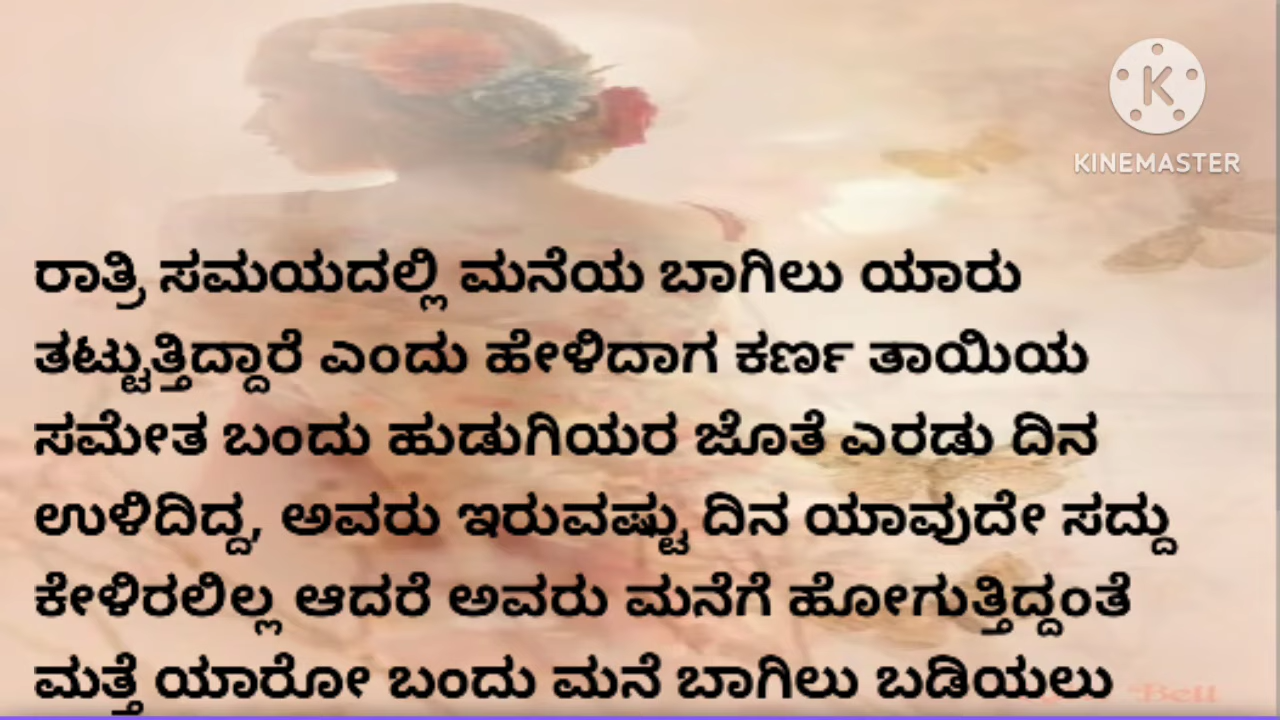 KINEMASTER
ರಾತ್ರಿ ಸಮಯದಲ್ಲಿ ಮನೆಯ ಬಾಗಿಲು ಯಾರು
ತಟ್ಟುತ್ತಿದ್ದಾರೆ ಎಂದು ಹೇಳಿದಾಗ ಕರ್ಣ ತಾಯಿಯ
ಸಮೇತ ಬಂದು ಹುಡುಗಿಯರ ಜೊತೆ ಎರಡು ದಿನ
ಉಳಿದಿದ್ದ, ಅವರು ಇರುವಷ್ಟು ದಿನ ಯಾವುದೇ ಸದ್ದು
ಕೇಳಿರಲಿಲ್ಲ ಆದರೆ ಅವರು ಮನೆಗೆ ಹೋಗುತ್ತಿದ್ದಂತೆ
ಮತ್ತೆ ಯಾರೋ ಬಂದು ಮನೆ ಬಾಗಿಲು ಬಡಿಯಲು